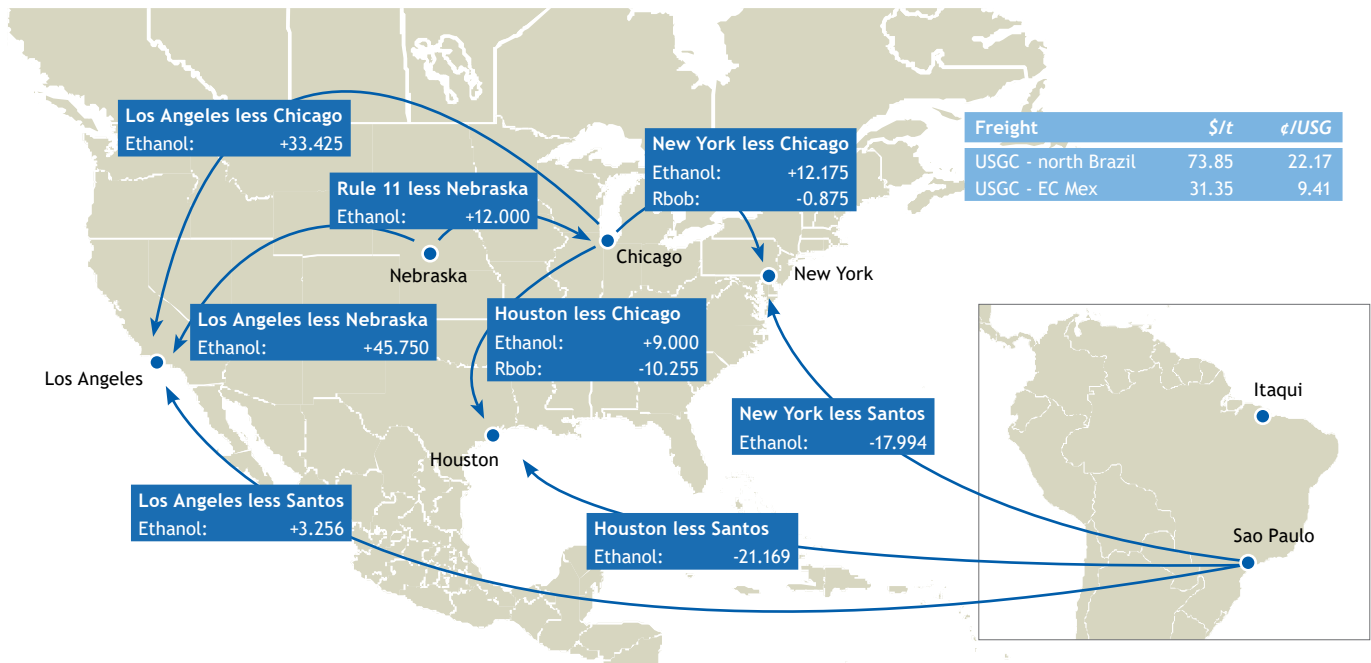 Los Angeles less Chicago
Ethanol: +33.425
New York less Chicago
Ethanol: +12.175
Rbob: -0.875
Freight $/t ¢/USG
USGC - north Brazil 73.85 22.17
USGC - EC Mex 31.35 9.41
Rule 11 less Nebraska
Ethanol: +12.000
Chicago
Nebraska
New York
Los Angeles less Nebraska
Ethanol: +45.750
Houston less Chicago
Ethanol: +9.000
Rbob: -10.255
Los Angeles
Itaqui
New York less Santos
Ethanol: -17.994
Houston
Los Angeles less Santos
Ethanol: +3.256
Houston less Santos
Ethanol: -21.169
Sao Paulo